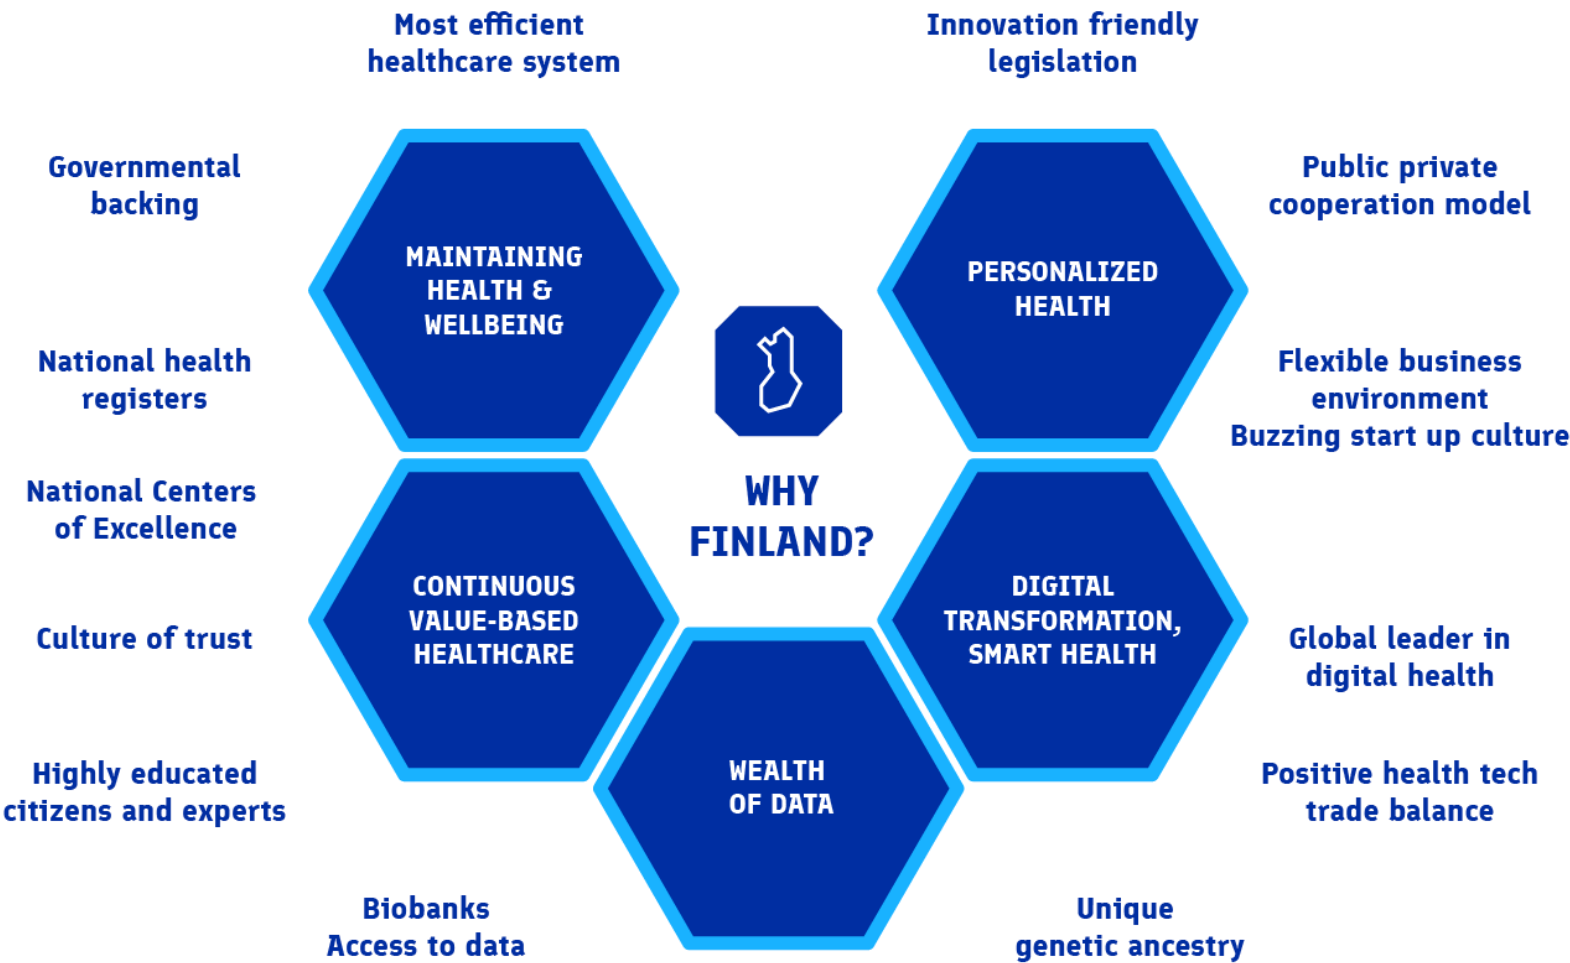 Most efficient
healthcare system
Innovation friendly
legislation
Governmental
backing
Public private
cooperation model
MAINTAINING
HEALTH &
WELLBEING
PERSONALIZED
HEALTH
National health
registers
Flexible business
environment
Buzzing start up culture
WHY
FINLAND?
National Centers
of Excellence
CONTINUOUS
VALUE-BASED
HEALTHCARE
DIGITAL
TRANSFORMATION,
SMART HEALTH
Culture of trust
Global leader in
digital health
Highly educated
citizens and experts
WEALTH
OF DATA
Positive health tech
trade balance
Biobanks
Access to data
Unique
genetic ancestry